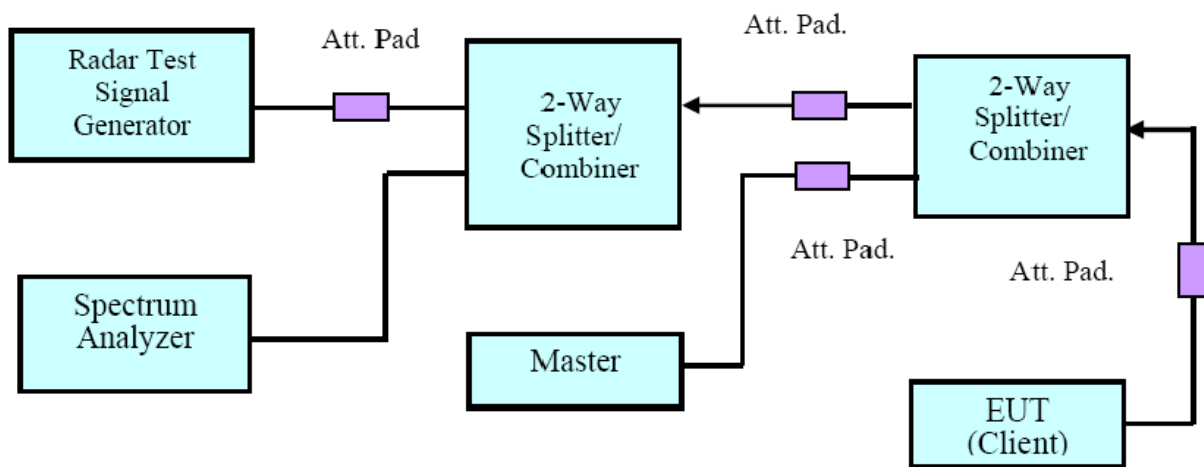 Att. Pad
Att. Pad.
Radar Test
Signal
Generator
2-Way
Splitter/
Combiner
2-Way
Splitter/
Combiner
Att. Pad.
Att. Pad.
Spectrum
Analyzer
Master
EUT
(Client)